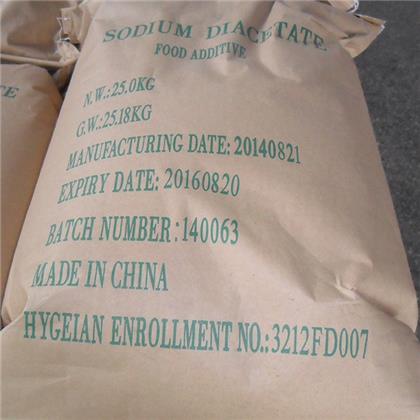 SODIUM DIACETATE
FOOD ADDITIVE
N.W.:25.0KG
G.W.:25.18KG
MANUFACTURING DATE: 20140821
EXPIRY DATE: 20160820
BATCH NUMBER: 140063
MADE IN CHINA
HYGEIAN ENROLLMENT NO.:3212FD007